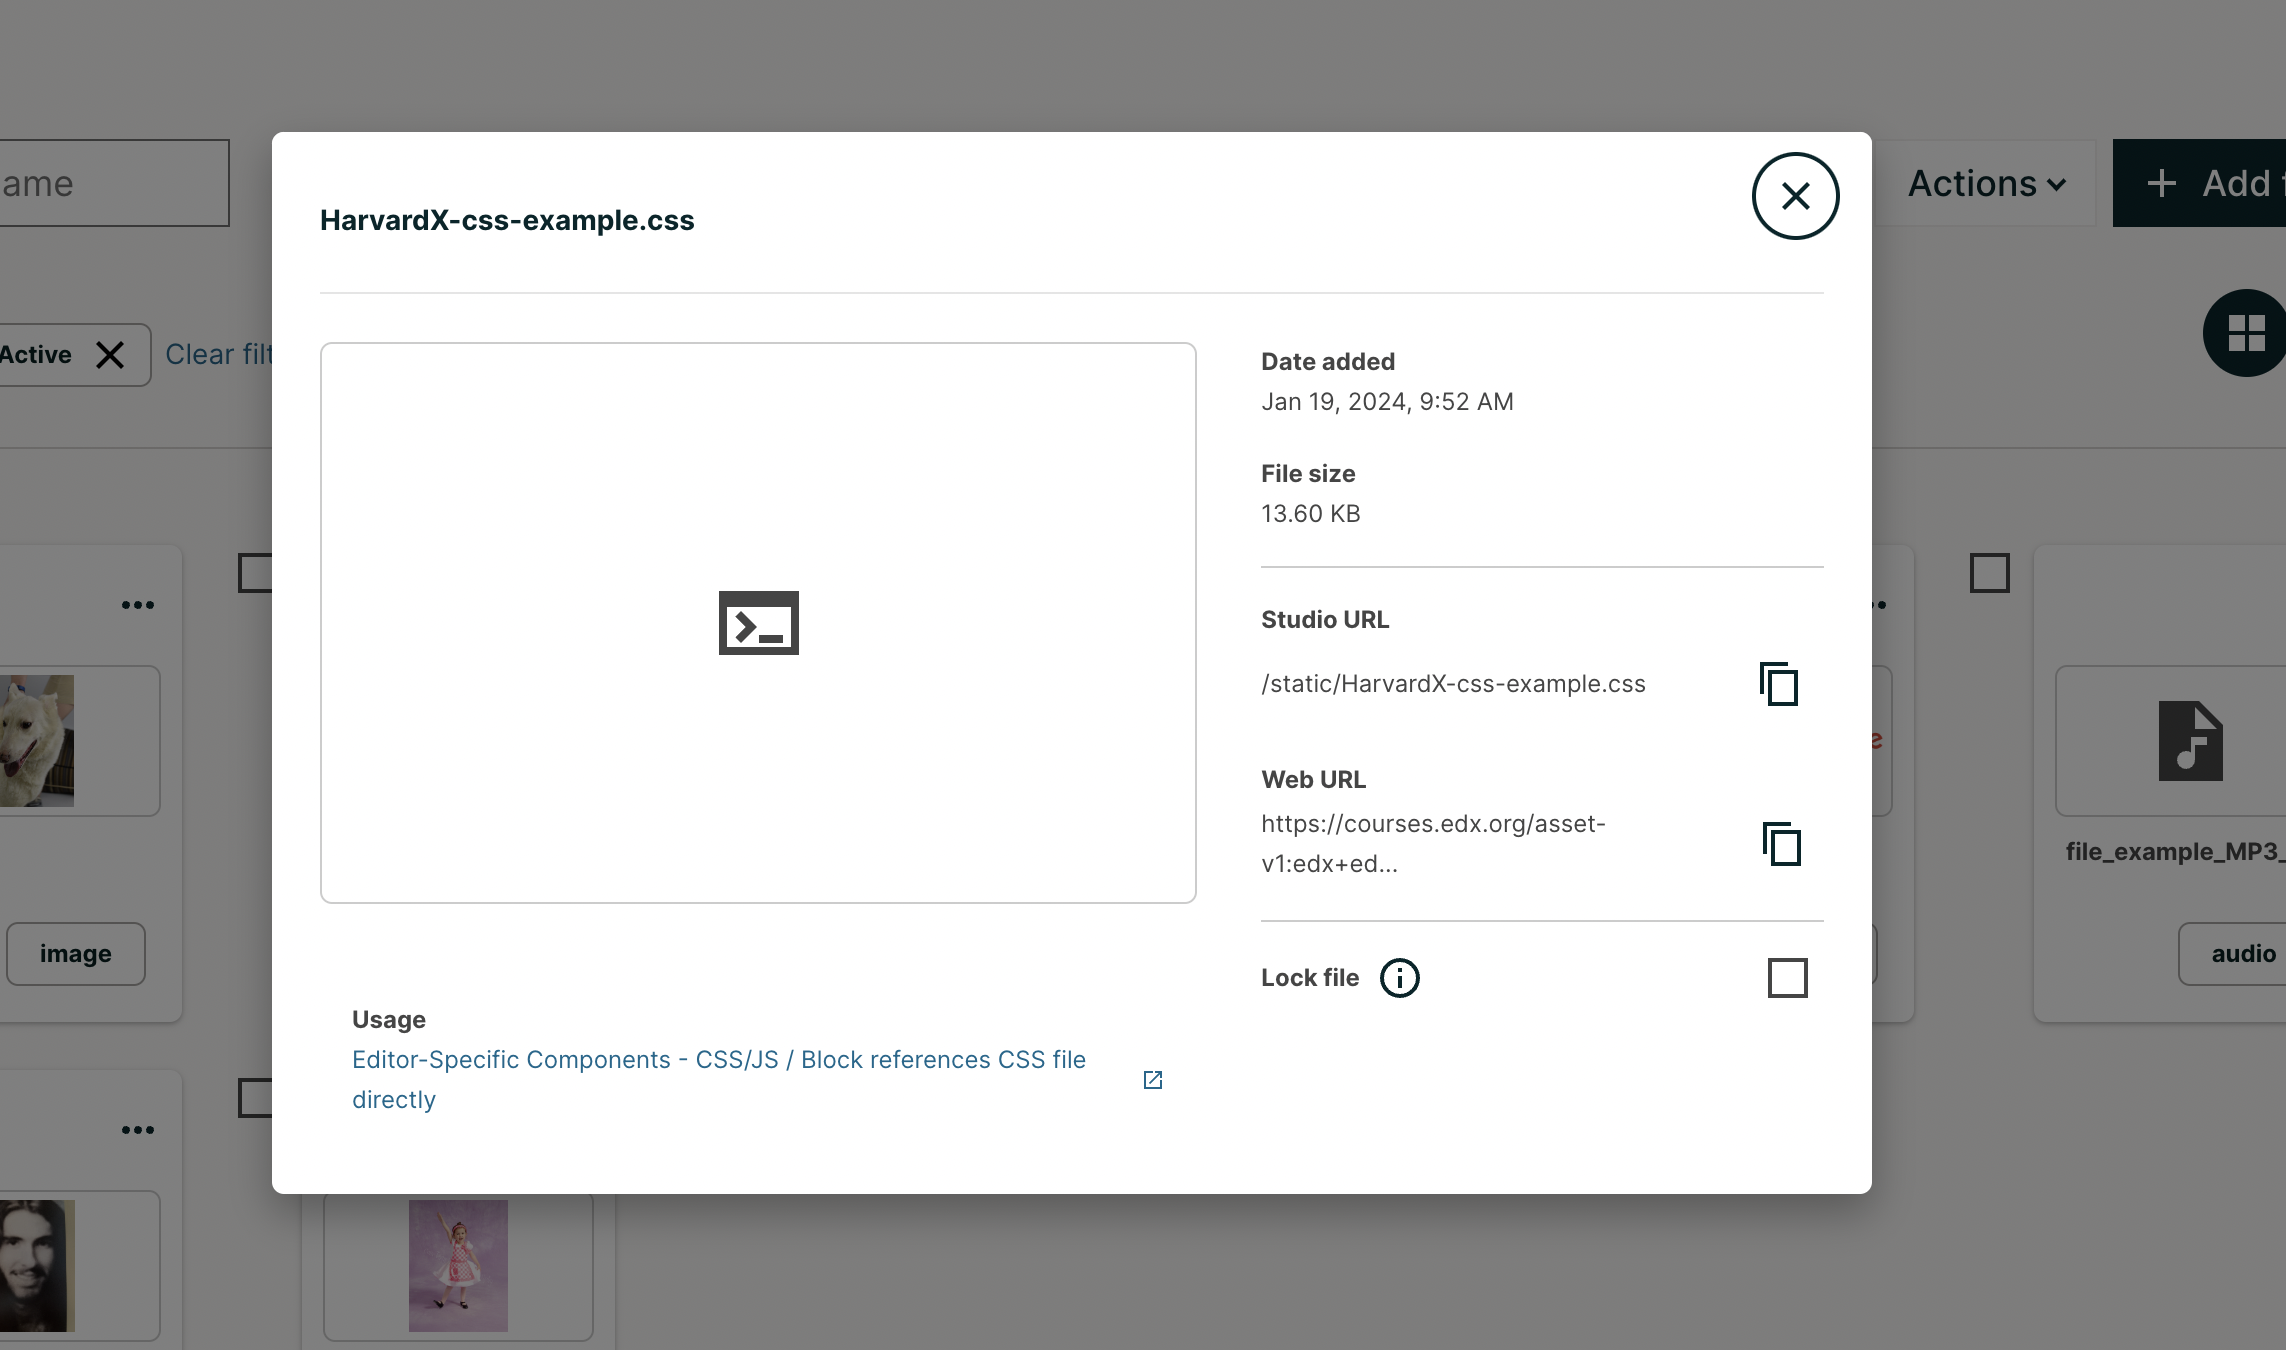 ame
Actions
Add
HarvardX-css-example.css
Active
Clear filt
Date added
Jan 19, 2024, 9:52 AM
File size
13.60 KB
Studio URL
/static/HarvardX-css-example.css
Web URL
https://courses.edx.org/asset-
v1:edx+ed...
Lock file
Usage
Editor-Specific Components - CSS/JS / Block references CSS file
directly
file_example_MP3_
image
audio